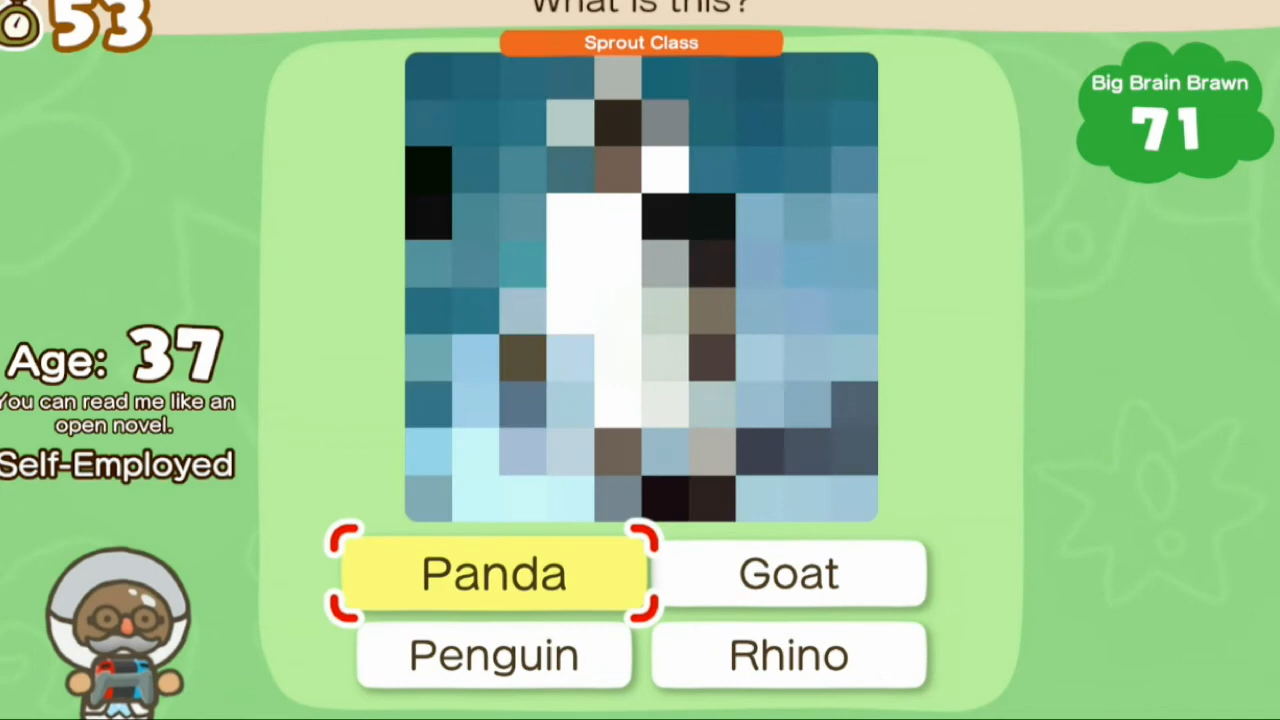 What is this?
53
Sprout Class
Big Brain Brawn
71
Age: 37
You can read me like an
open novel.
Self-Employed
Panda
Goat
Penguin
Rhino